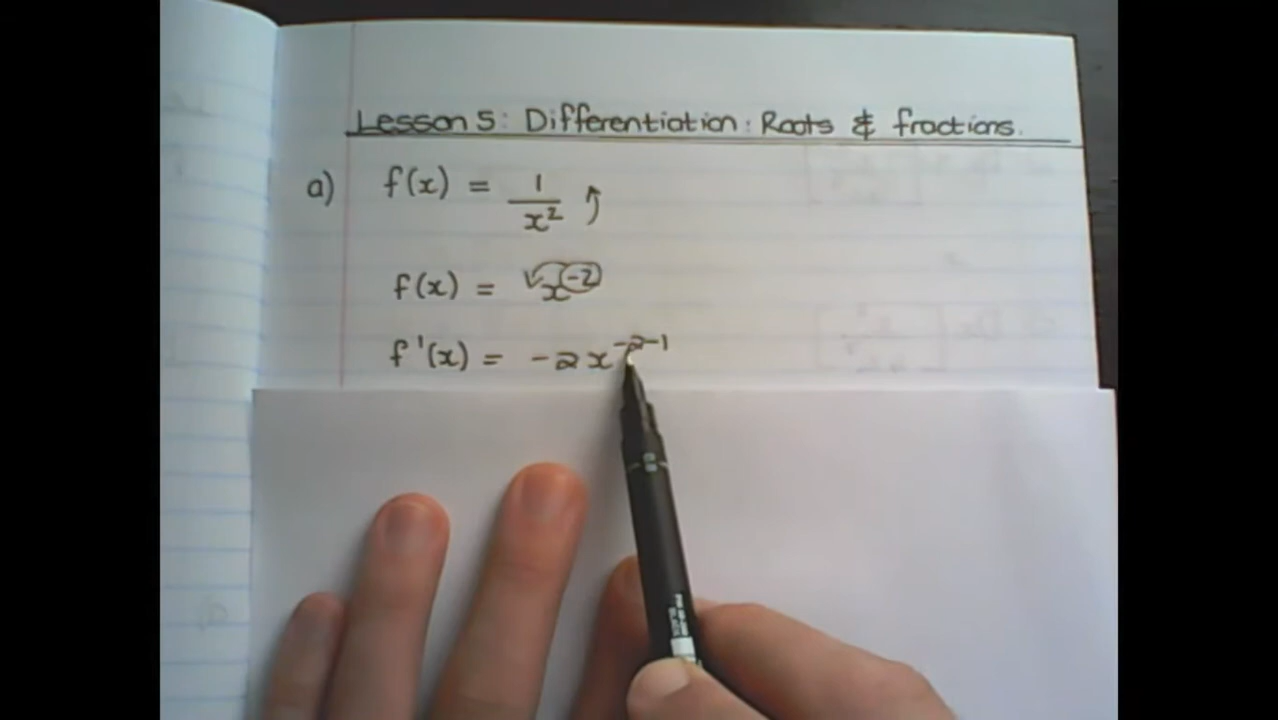 Lesson 5: Differentiation: Roots & fractions.
a) f(x) = 1/x²
f(x) = x⁻²
f'(x) = -2x⁻²⁻¹